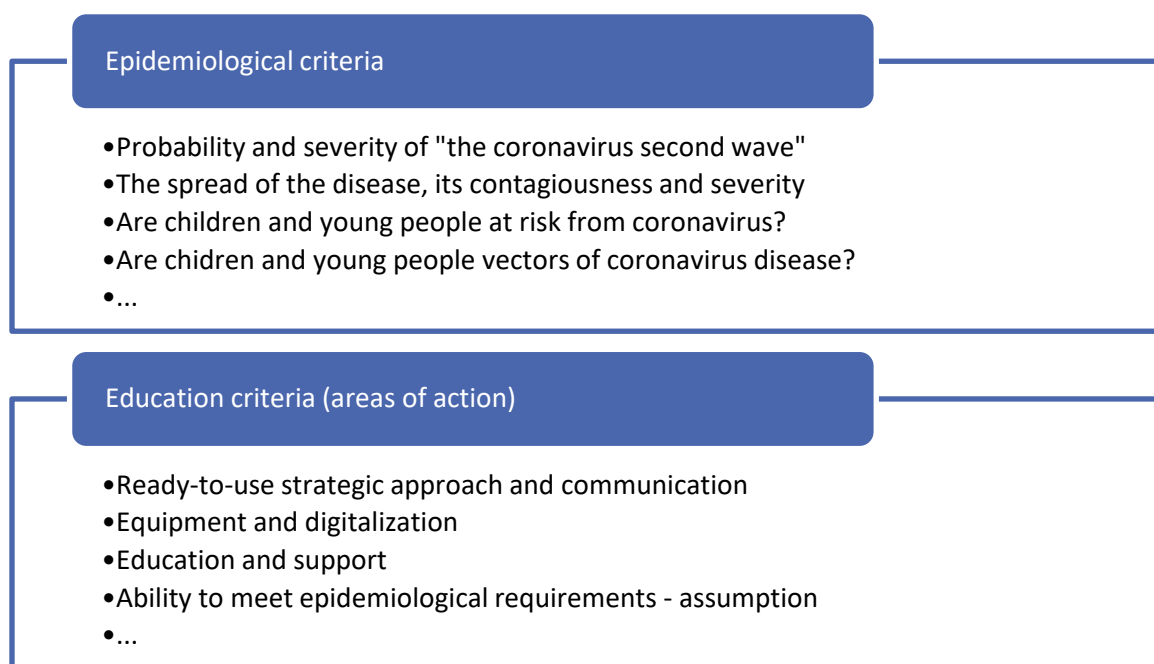 Epidemiological criteria
•Probability and severity of "the coronavirus second wave"
•The spread of the disease, its contagiousness and severity
•Are children and young people at risk from coronavirus?
•Are chidren and young people vectors of coronavirus disease?
•...
Education criteria (areas of action)
•Ready-to-use strategic approach and communication
•Equipment and digitalization
•Education and support
•Ability to meet epidemiological requirements - assumption
•...